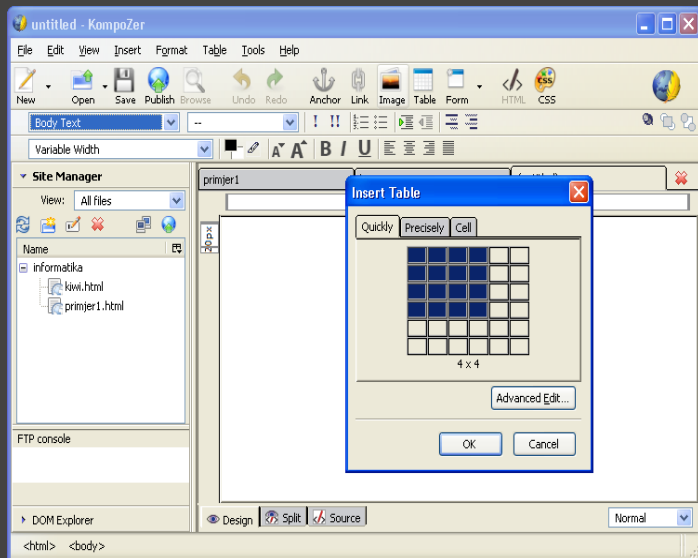 untitled - KompoZer
File Edit View Insert Format Table Tools Help
New Open Save Publish Browse Undo Redo Anchor Link Image Table Form HTML CSS
Body Text -- ! !!
Variable Width A A B I U
Site Manager
View: All files
Name
informatika
kiwi.html
primjer1.html
FTP console
DOM Explorer
primjer1
20px
Insert Table
Quickly Precisely Cell
4 x 4
Advanced Edit...
OK Cancel
Design Split Source Normal
<html> <body>